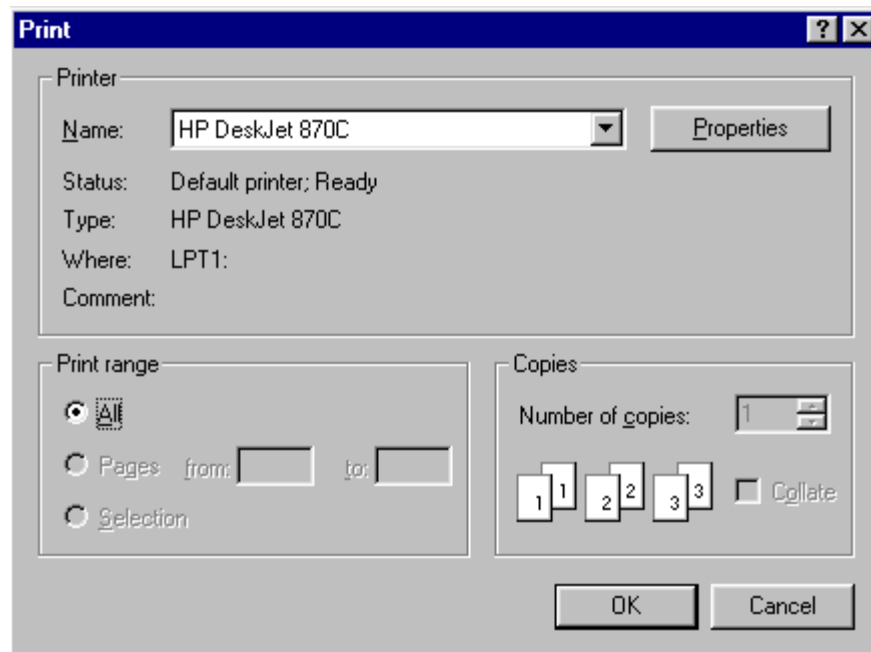 Print
Printer
Name: HP DeskJet 870C Properties
Status: Default printer; Ready
Type: HP DeskJet 870C
Where: LPT1:
Comment:
Print range
All
Pages from: to:
Selection
Copies
Number of copies: 1
1 1 2 2 3 3 Collate
OK Cancel